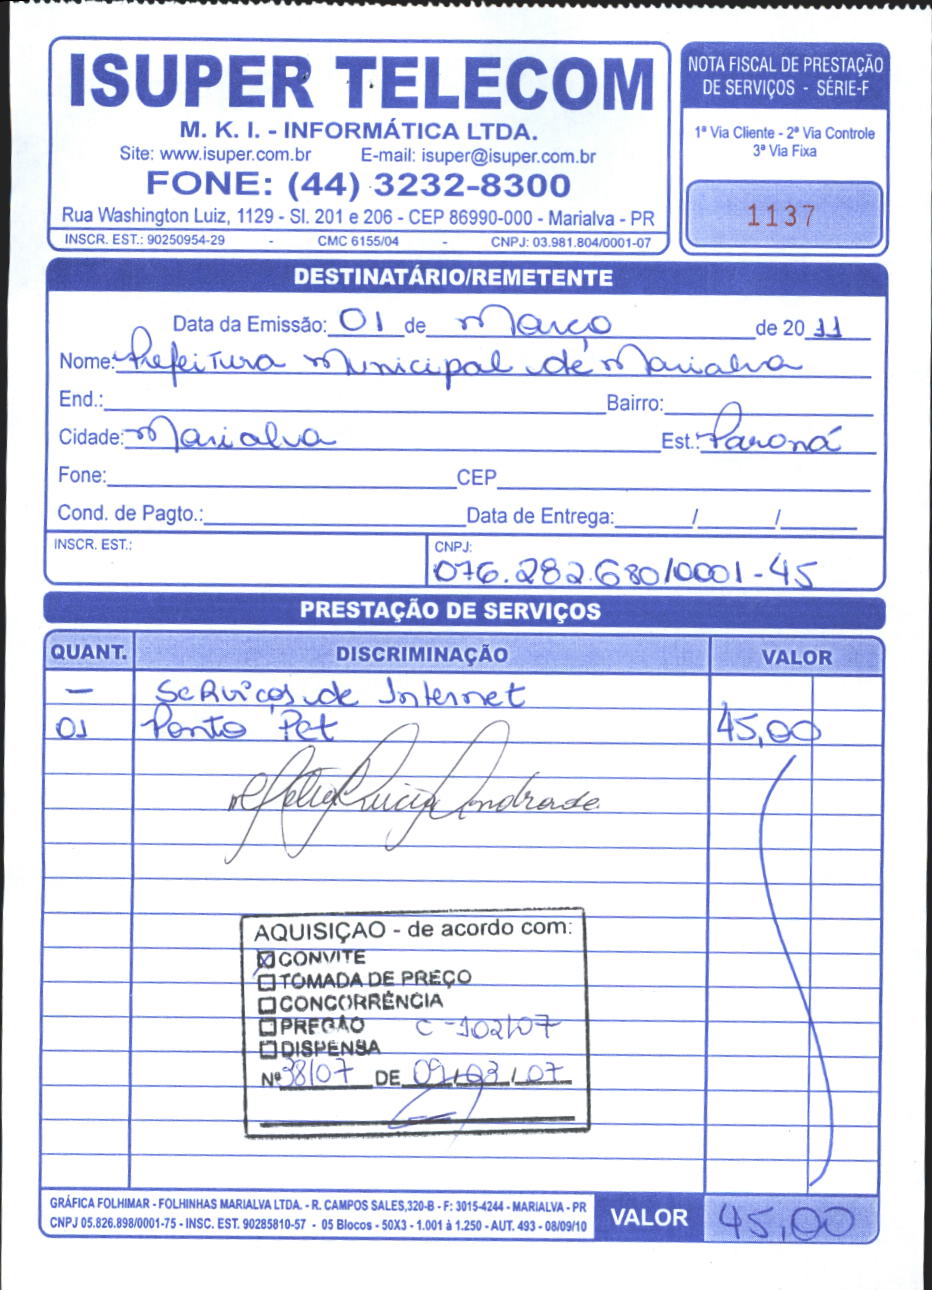 ISUPER TELECOM
M. K. I. - INFORMÁTICA LTDA.
Site: www.isuper.com.br E-mail: isuper@isuper.com.br
FONE: (44) 3232-8300
Rua Washington Luiz, 1129 - Sl. 201 e 206 - CEP 86990-000 - Marialva - PR
INSCR. EST.: 90250954-29 - CMC 6155/04 - CNPJ: 03.981.804/0001-07
NOTA FISCAL DE PRESTAÇÃO
DE SERVIÇOS - SÉRIE-F
1ª Via Cliente - 2ª Via Controle
3ª Via Fixa
1137
DESTINATÁRIO/REMETENTE
Data da Emissão: 01 de Março de 2011
Nome: Prefeitura Municipal de Marialva
End.: Bairro:
Cidade: Marialva Est.: Paraná
Fone: CEP
Cond. de Pagto.: Data de Entrega: / /
INSCR. EST.: CNPJ:
076.282.680/0001-45
PRESTAÇÃO DE SERVIÇOS
QUANT. DISCRIMINAÇÃO VALOR
— Serviços de Internet
01 Ponto Pet 45,00
Lucia Andrade
AQUISIÇAO - de acordo com:
CONVITE
TOMADA DE PREÇO
CONCORRÊNCIA
PREGÃO C-102/07
DISPENSA
Nº 38/07 DE 09/03/07
GRÁFICA FOLHIMAR - FOLHINHAS MARIALVA LTDA. - R. CAMPOS SALES,320-B - F: 3015-4244 - MARIALVA - PR
CNPJ 05.826.898/0001-75 - INSC. EST. 90285810-57 - 05 Blocos - 50X3 - 1.001 à 1.250 - AUT. 493 - 08/09/10
VALOR 45,00